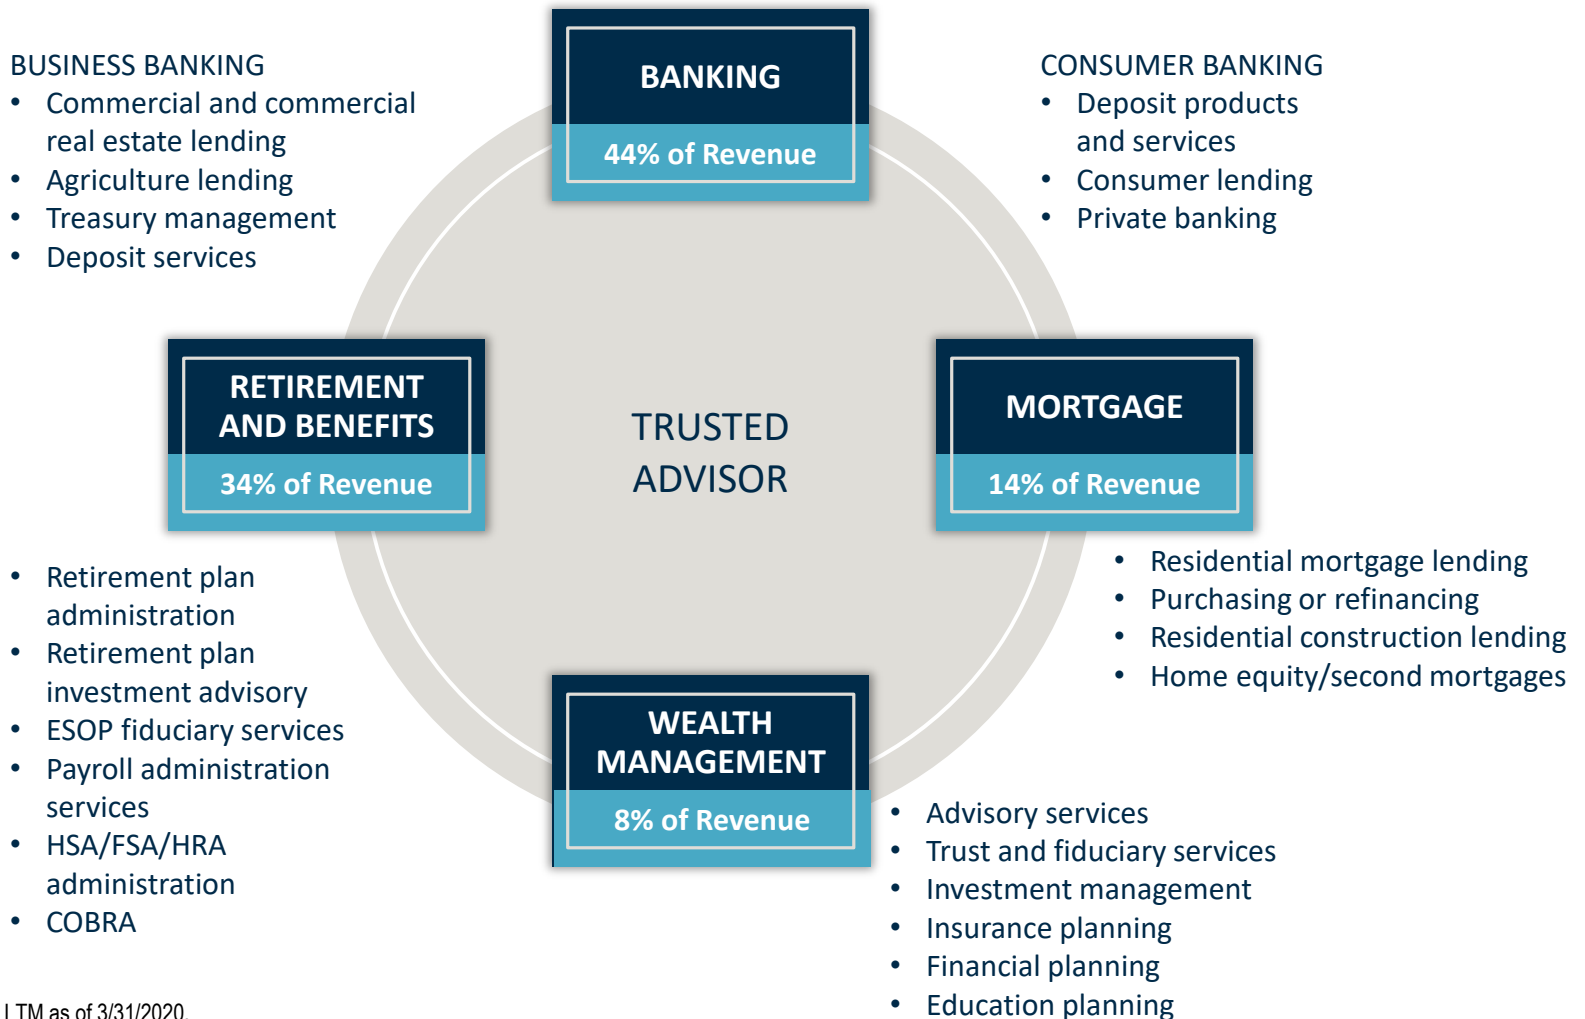 BUSINESS BANKING
• Commercial and commercial
real estate lending
• Agriculture lending
• Treasury management
• Deposit services
BANKING
44% of Revenue
CONSUMER BANKING
• Deposit products
and services
• Consumer lending
• Private banking
RETIREMENT
AND BENEFITS
34% of Revenue
TRUSTED
ADVISOR
MORTGAGE
14% of Revenue
• Retirement plan
administration
• Retirement plan
investment advisory
• ESOP fiduciary services
• Payroll administration
services
• HSA/FSA/HRA
administration
• COBRA
• Residential mortgage lending
• Purchasing or refinancing
• Residential construction lending
• Home equity/second mortgages
WEALTH
MANAGEMENT
8% of Revenue
• Advisory services
• Trust and fiduciary services
• Investment management
• Insurance planning
• Financial planning
• Education planning
LTM as of 3/31/2020.